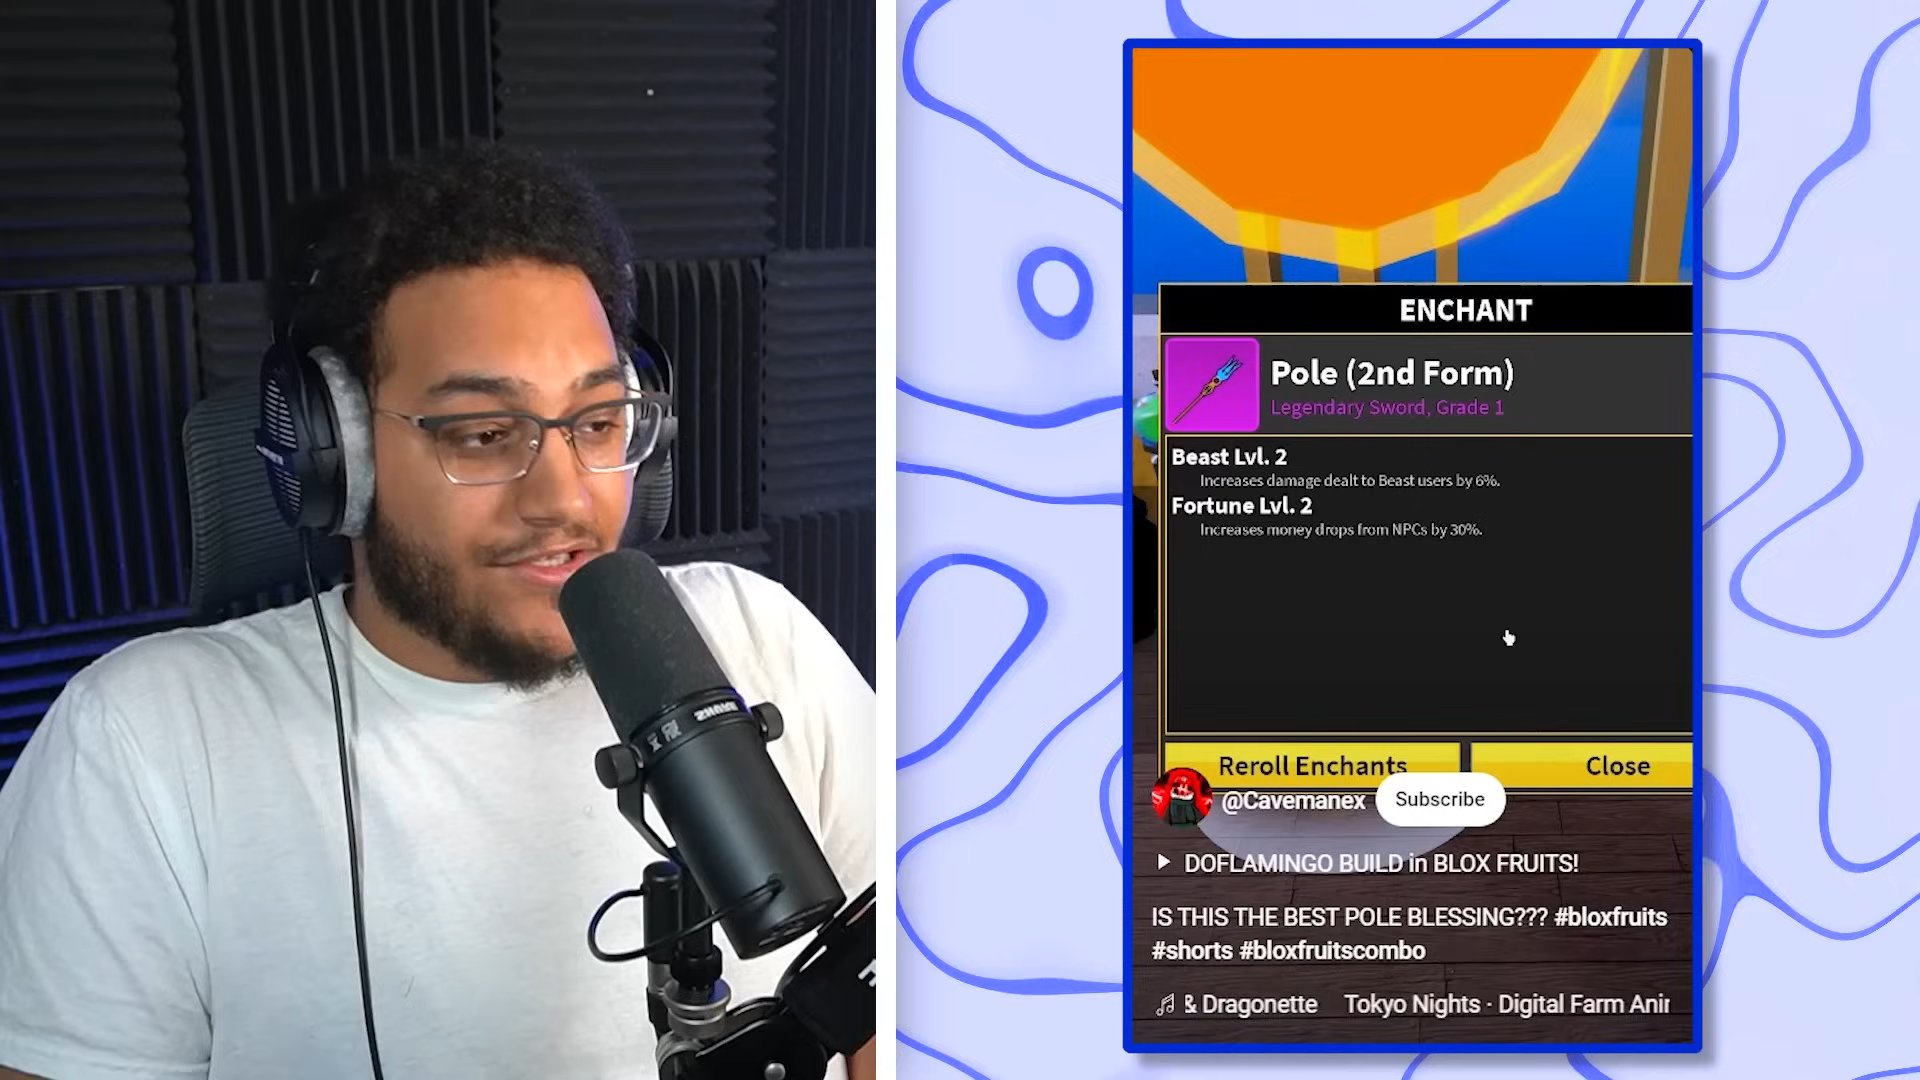 SHURE
ENCHANT
Pole (2nd Form)
Legendary Sword, Grade 1
Beast Lvl. 2
Increases damage dealt to Beast users by 6%.
Fortune Lvl. 2
Increases money drops from NPCs by 30%.
Reroll Enchants
Close
@Cavemanex
Subscribe
DOFLAMINGO BUILD in BLOX FRUITS!
IS THIS THE BEST POLE BLESSING??? #bloxfruits
#shorts #bloxfruitscombo
& Dragonette Tokyo Nights · Digital Farm Anir